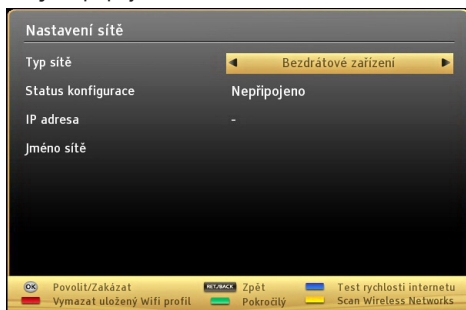 Nastavení sítě
Typ sítě Bezdrátové zařízení
Status konfigurace Nepřipojeno
IP adresa -
Jméno sítě
OK Povolit/Zakázat RET/BACK Zpět Test rychlosti internetu
Vymazat uložený Wifi profil Pokročilý Scan Wireless Networks